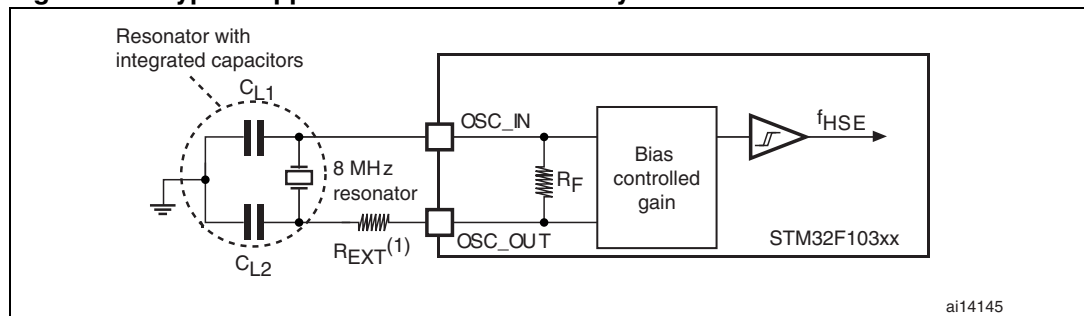 Resonator with
integrated capacitors
CL1
OSC_IN
fHSE
8 MHz
resonator
RF
Bias
controlled
gain
OSC_OUT
STM32F103xx
REXT(1)
CL2
ai14145